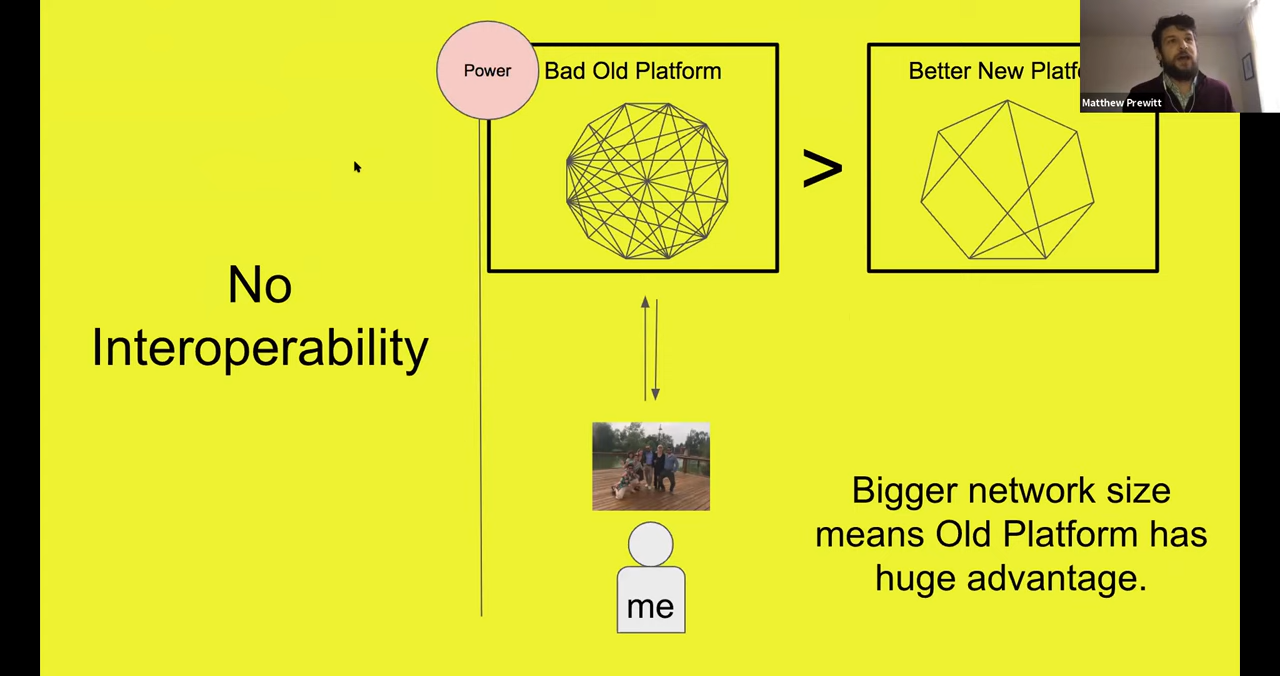 Power
Bad Old Platform
Better New Platf
Matthew Prewitt
>
No
Interoperability
Bigger network size
means Old Platform has
huge advantage.
me